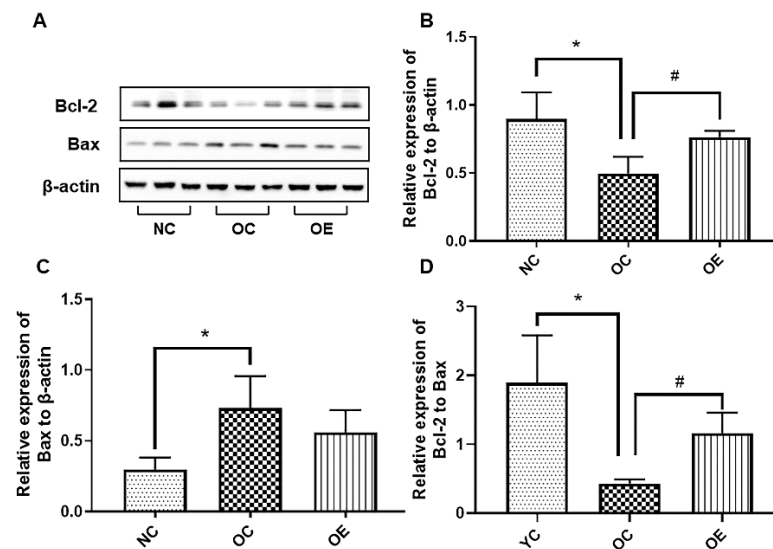 A
Bcl-2
Bax
β-actin
NC
OC
OE
B
Relative expression of
Bcl-2 to β-actin
1.5
1.0
0.5
0.0
*
#
NC
OC
OE
C
Relative expression of
Bax to β-actin
1.5
1.0
0.5
0.0
*
NC
OC
OE
D
Relative expression of
Bcl-2 to Bax
3
2
1
0
*
#
YC
OC
OE